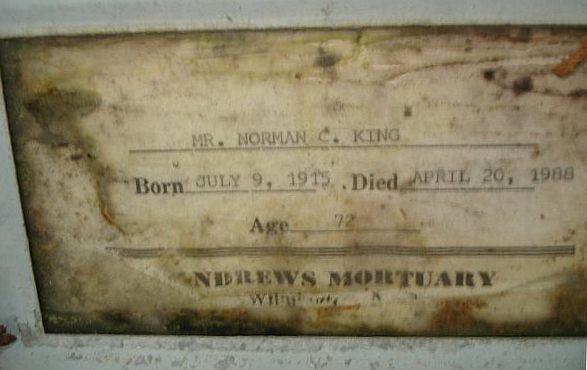 MR. NORMAN C. KING
Born JULY 9, 1915 . Died APRIL 20, 1988
Age 72
NDREWS MORTUARY